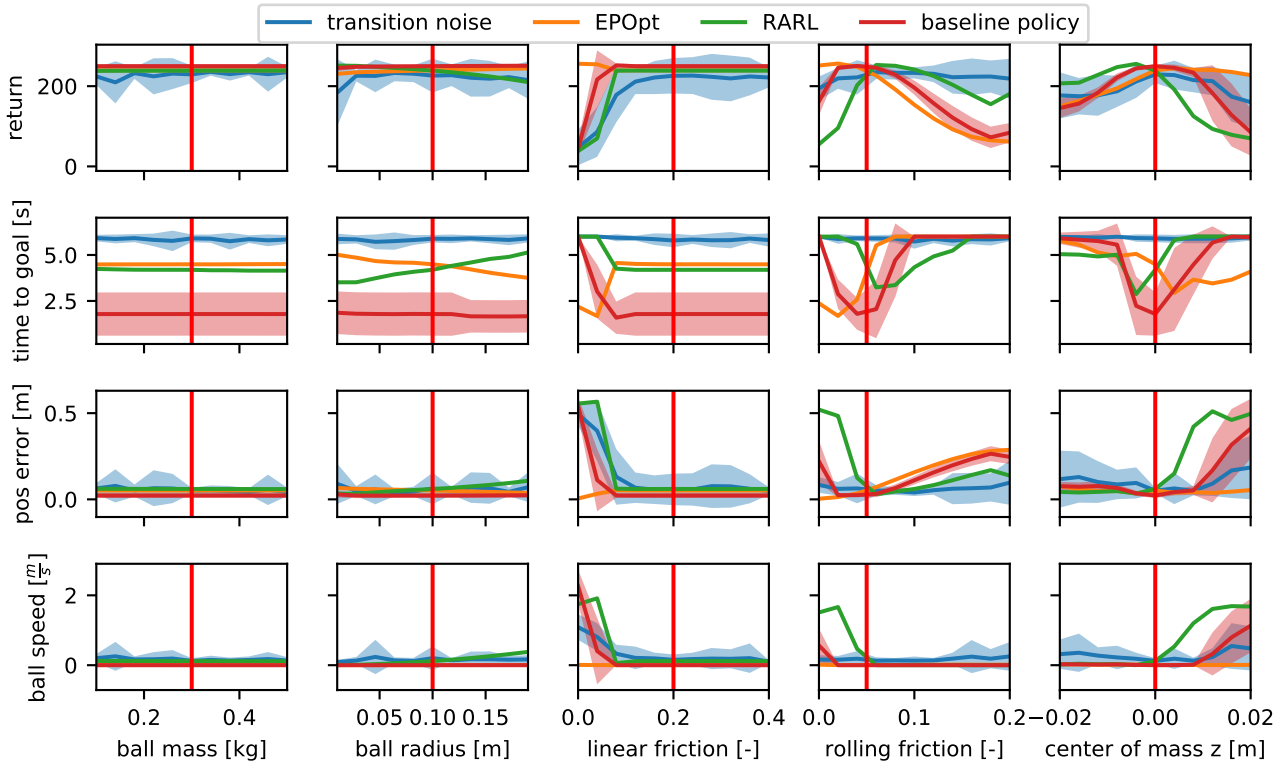 transition noise EPOpt RARL baseline policy
return
200
0
time to goal [s]
5.0
2.5
pos error [m]
0.5
0.0
ball speed [m/s]
2
0
0.2 0.4 0.05 0.10 0.15 0.0 0.2 0.4 0.0 0.1 0.2 −0.02 0.00 0.02
ball mass [kg] ball radius [m] linear friction [-] rolling friction [-] center of mass z [m]